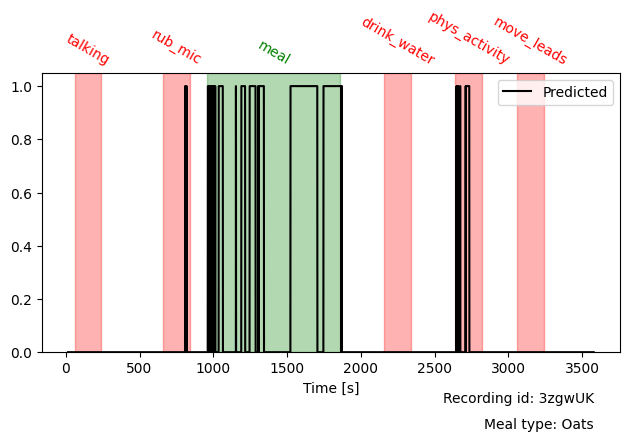 talking
rub_mic
meal
drink_water
phys_activity
move_leads
Predicted
1.0
0.8
0.6
0.4
0.2
0.0
0 500 1000 1500 2000 2500 3000 3500
Time [s]
Recording id: 3zgwUK
Meal type: Oats